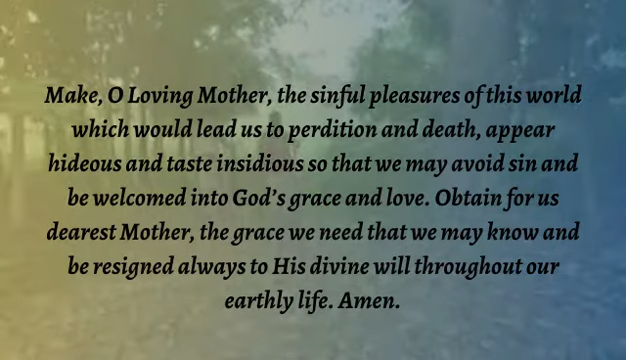 Make, O Loving Mother, the sinful pleasures of this world
which would lead us to perdition and death, appear
hideous and taste insidious so that we may avoid sin and
be welcomed into God's grace and love. Obtain for us
dearest Mother, the grace we need that we may know and
be resigned always to His divine will throughout our
earthly life. Amen.